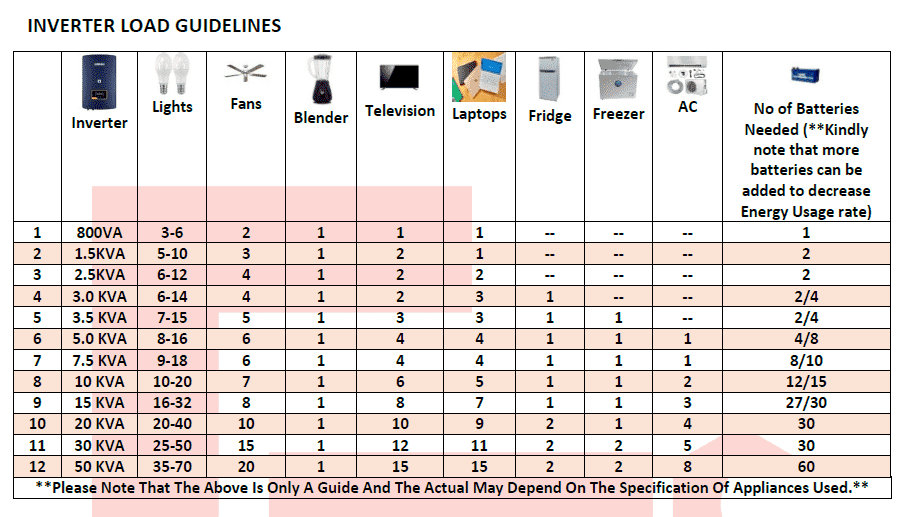 INVERTER LOAD GUIDELINES
Inverter Lights Fans Blender Television Laptops Fridge Freezer AC No of Batteries
Needed (**Kindly
note that more
batteries can be
added to decrease
Energy Usage rate)
1 800VA 3-6 2 1 1 1 -- -- -- 1
2 1.5KVA 5-10 3 1 2 1 -- -- -- 2
3 2.5KVA 6-12 4 1 2 2 -- -- -- 2
4 3.0 KVA 6-14 4 1 2 3 1 -- -- 2/4
5 3.5 KVA 7-15 5 1 3 3 1 1 -- 2/4
6 5.0 KVA 8-16 6 1 4 4 1 1 1 4/8
7 7.5 KVA 9-18 6 1 4 4 1 1 1 8/10
8 10 KVA 10-20 7 1 6 5 1 1 2 12/15
9 15 KVA 16-32 8 1 8 7 1 1 3 27/30
10 20 KVA 20-40 10 1 10 9 2 1 4 30
11 30 KVA 25-50 15 1 12 11 2 2 5 30
12 50 KVA 35-70 20 1 15 15 2 2 8 60
**Please Note That The Above Is Only A Guide And The Actual May Depend On The Specification Of Appliances Used.**